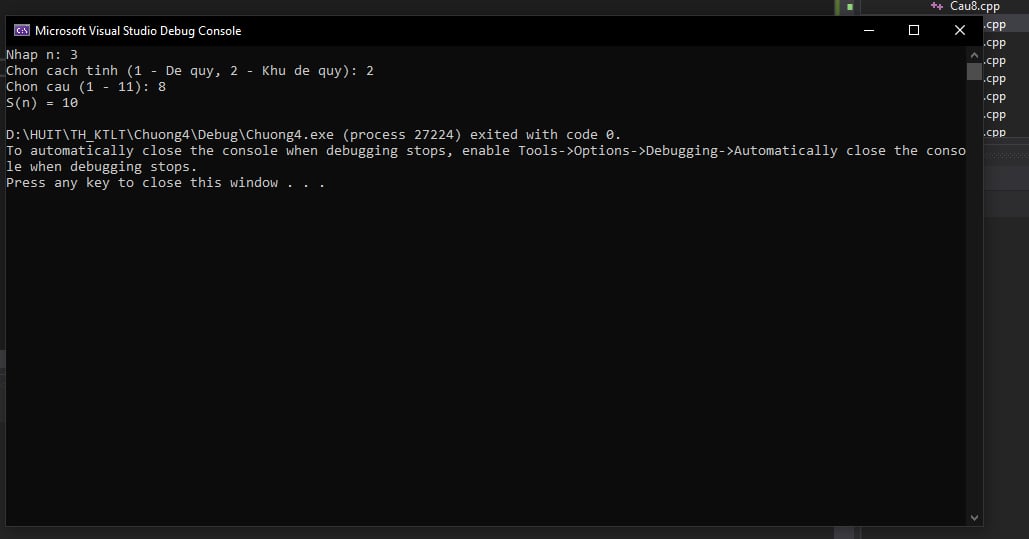 Cau8.cpp
Microsoft Visual Studio Debug Console
.cpp
.cpp
.cpp
.cpp
.cpp
.cpp
.cpp
Nhap n: 3
Chon cach tinh (1 - De quy, 2 - Khu de quy): 2
Chon cau (1 - 11): 8
S(n) = 10
D:\HUIT\TH_KTLT\Chuong4\Debug\Chuong4.exe (process 27224) exited with code 0.
To automatically close the console when debugging stops, enable Tools->Options->Debugging->Automatically close the conso
le when debugging stops.
Press any key to close this window . . .